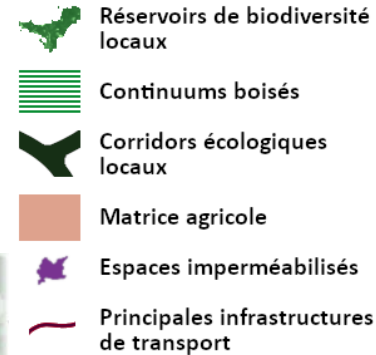 Réservoirs de biodiversité
locaux
Continuums boisés
Corridors écologiques
locaux
Matrice agricole
Espaces imperméabilisés
Principales infrastructures
de transport